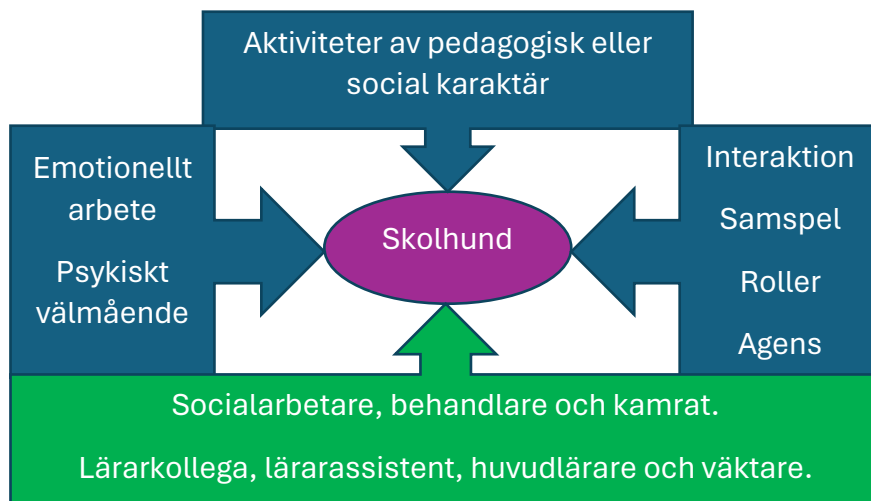 Aktiviteter av pedagogisk eller
social karaktär
Emotionellt
arbete
Psykiskt
välmående
Skolhund
Interaktion
Samspel
Roller
Agens
Socialarbetare, behandlare och kamrat.
Lärarkollega, lärarassistent, huvudlärare och väktare.